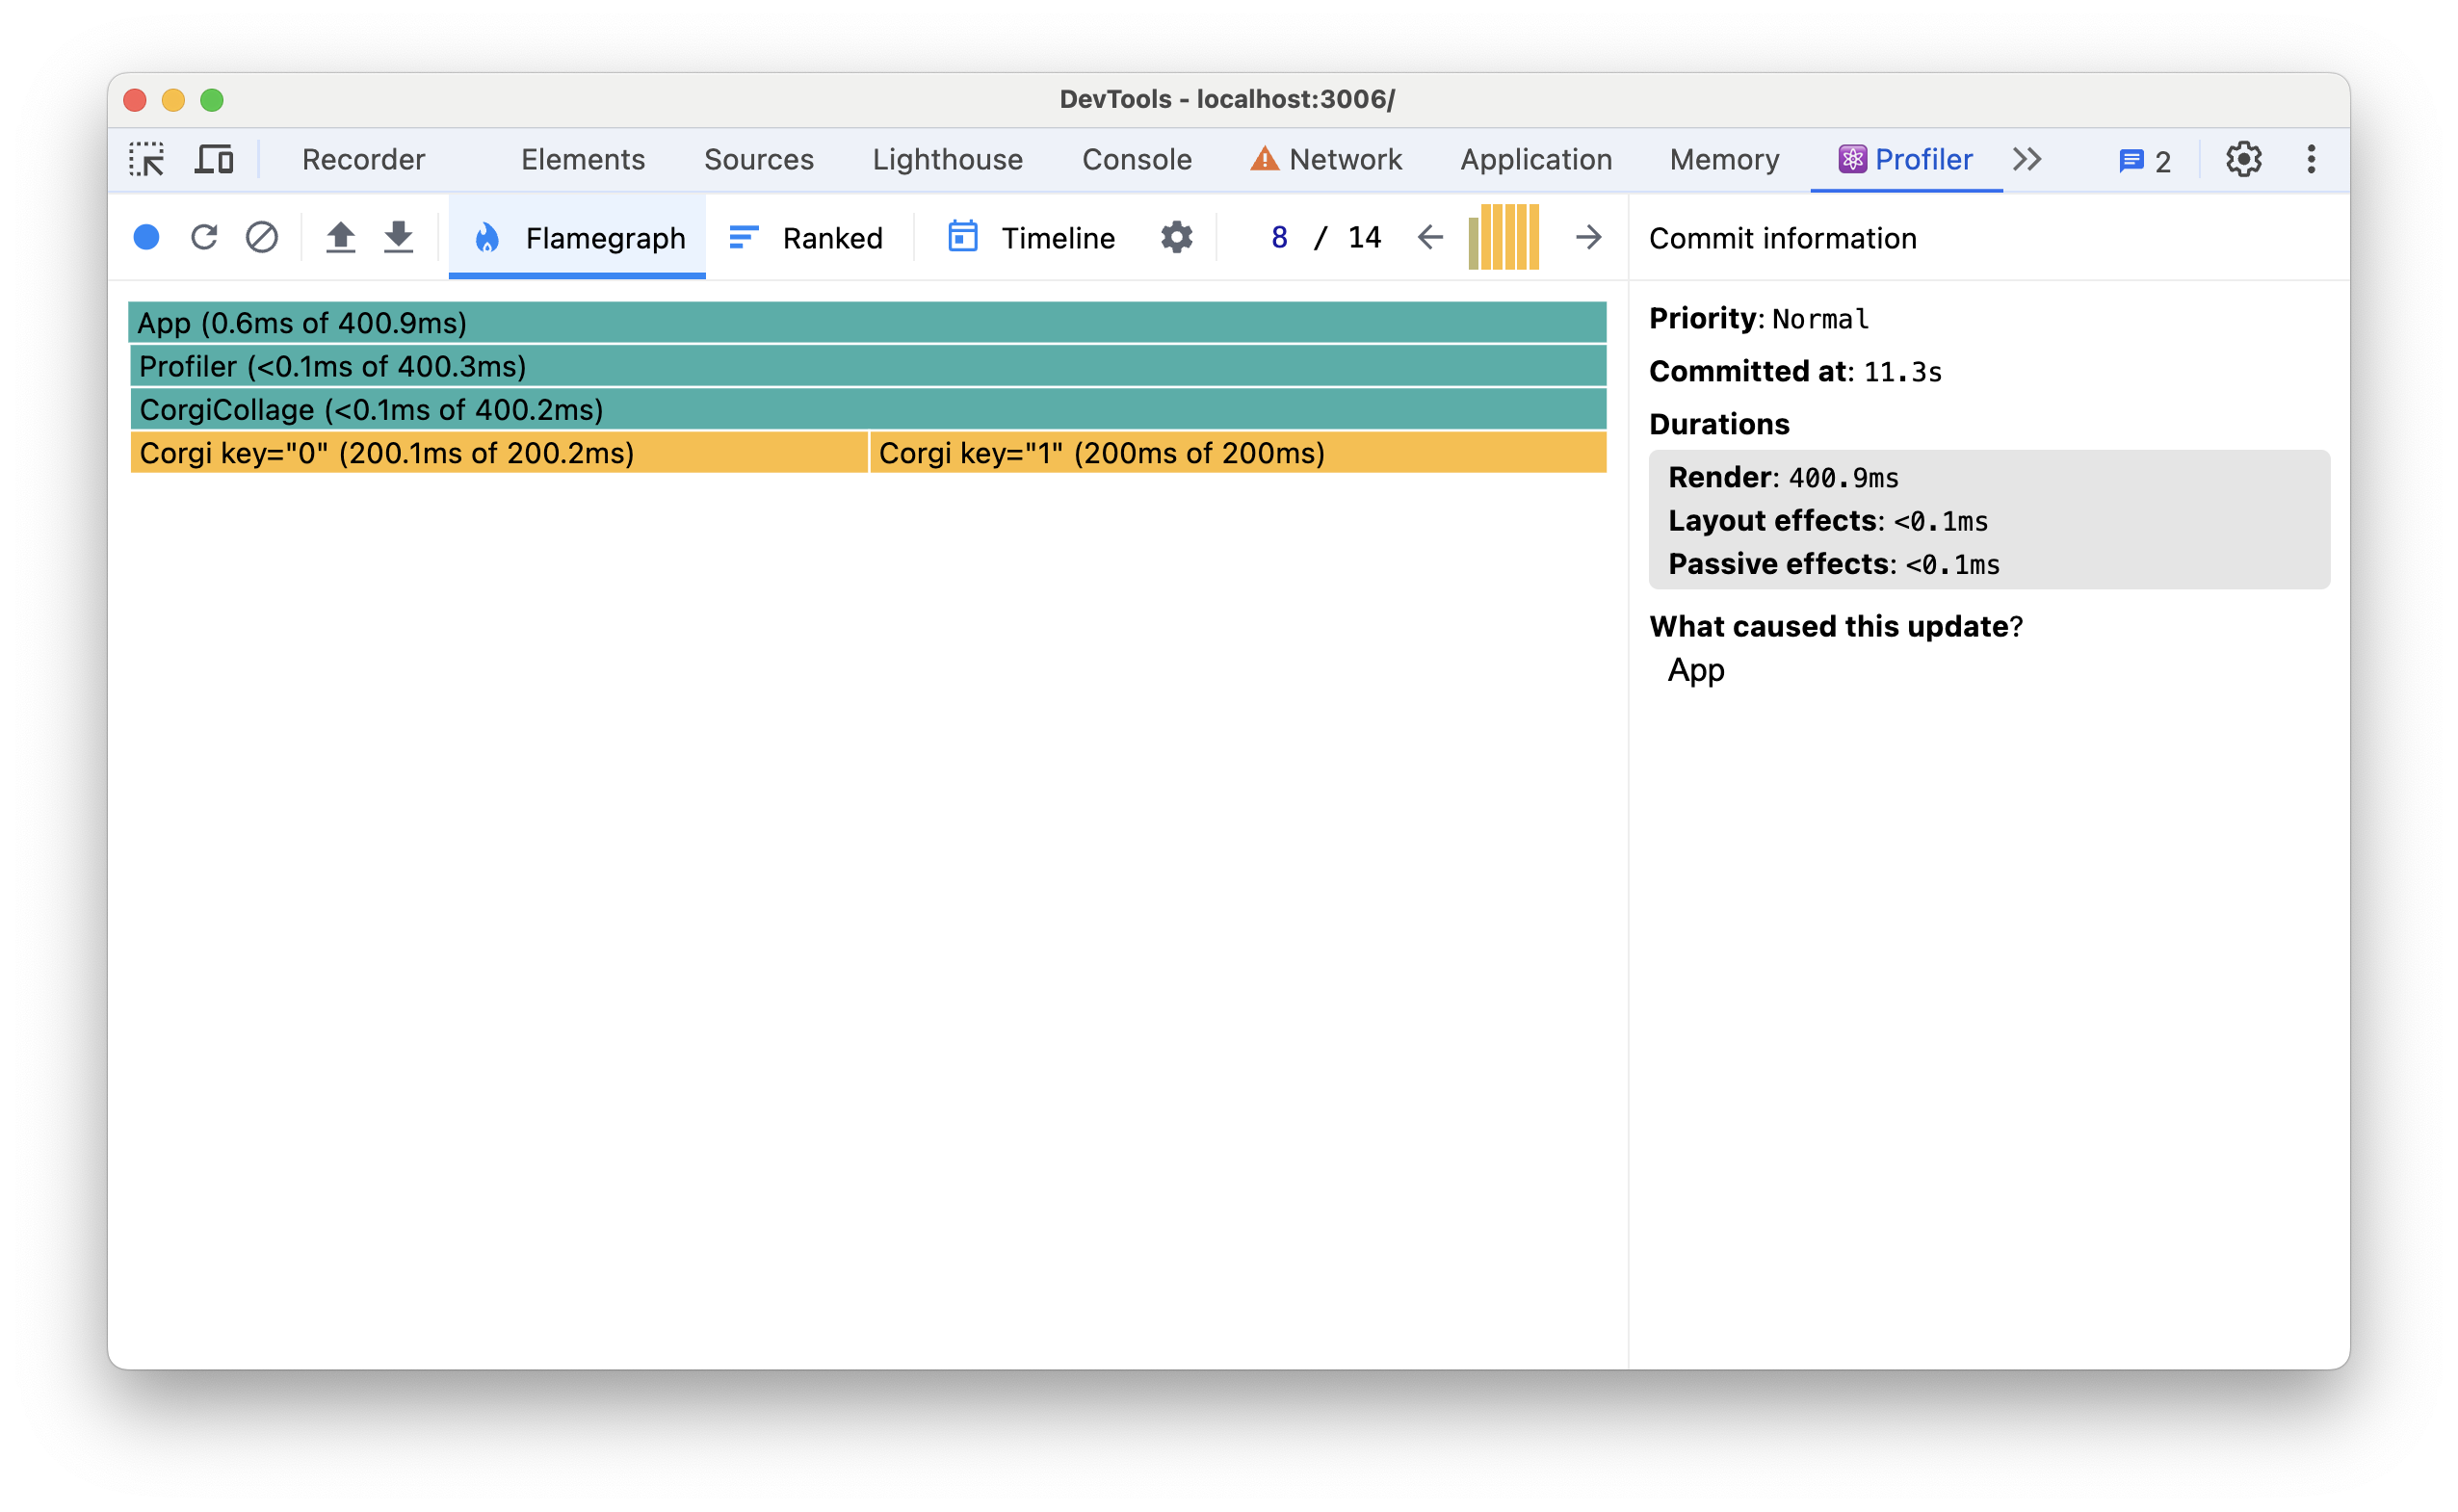 DevTools - localhost:3006/
Recorder Elements Sources Lighthouse Console Network Application Memory Profiler 2
Flamegraph Ranked Timeline 8 / 14 Commit information
App (0.6ms of 400.9ms)
Profiler (<0.1ms of 400.3ms)
CorgiCollage (<0.1ms of 400.2ms)
Corgi key="0" (200.1ms of 200.2ms) Corgi key="1" (200ms of 200ms)
Priority: Normal
Committed at: 11.3s
Durations
Render: 400.9ms
Layout effects: <0.1ms
Passive effects: <0.1ms
What caused this update?
App